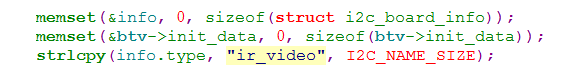 memset(&info, 0, sizeof(struct i2c_board_info));
memset(&btv->init_data, 0, sizeof(btv->init_data));
strlcpy(info.type, "ir_video", I2C_NAME_SIZE);